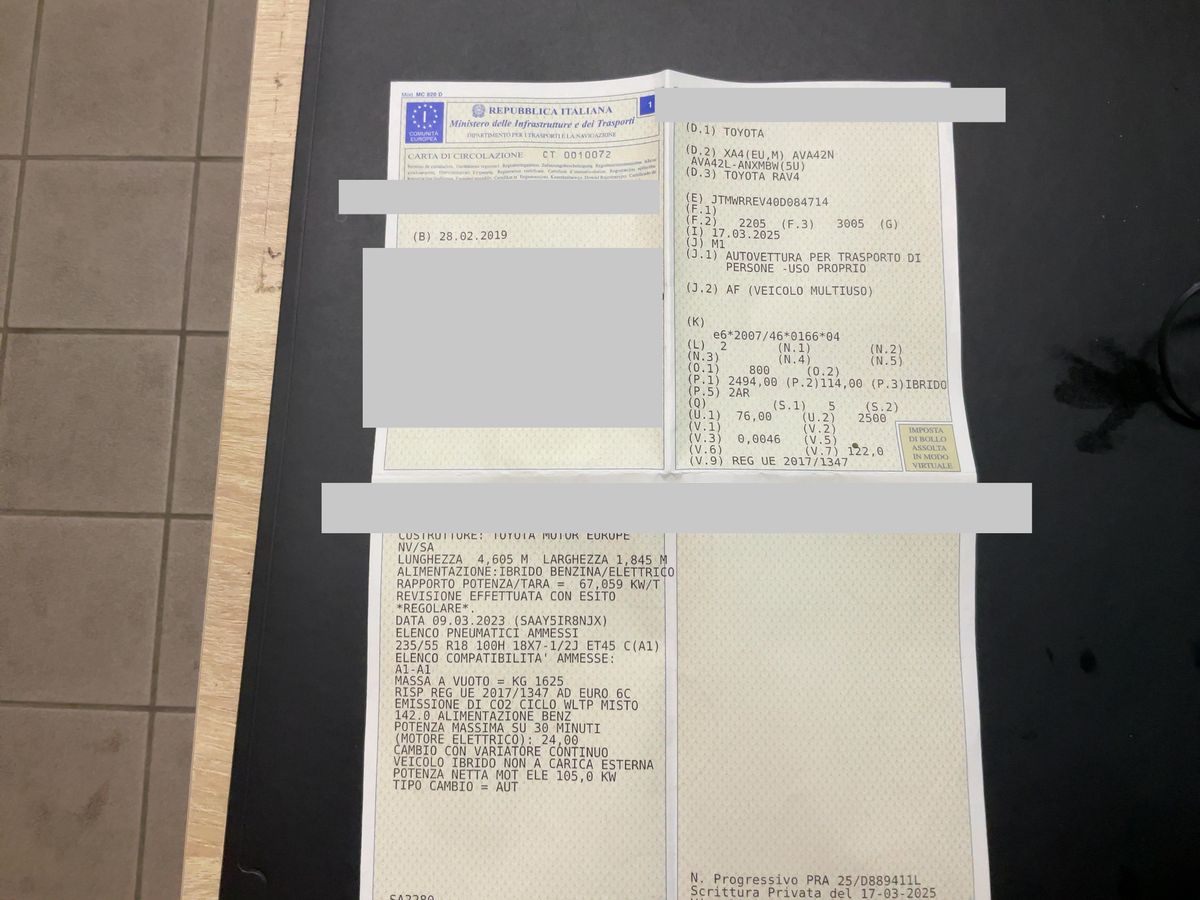 Mod. MC 820 D
I
COMUNITÀ
EUROPEA
REPUBBLICA ITALIANA
Ministero delle Infrastrutture e dei Trasporti
DIPARTIMENTO PER I TRASPORTI E LA NAVIGAZIONE
1
CARTA DI CIRCOLAZIONE CT 0010072
(B) 28.02.2019
(D.1) TOYOTA
(D.2) XA4(EU,M) AVA42N
AVA42L-ANXMBW(5U)
(D.3) TOYOTA RAV4
(E) JTMWRREV40D084714
(F.1)
(F.2) 2205 (F.3) 3005 (G)
(I) 17.03.2025
(J) M1
(J.1) AUTOVETTURA PER TRASPORTO DI
PERSONE -USO PROPRIO
(J.2) AF (VEICOLO MULTIUSO)
(K)
e6*2007/46*0166*04
(L) 2 (N.1) (N.2)
(N.3) (N.4) (N.5)
(O.1) 800 (O.2)
(P.1) 2494,00 (P.2)114,00 (P.3)IBRIDO
(P.5) 2AR
(Q) (S.1) 5 (S.2)
(U.1) 76,00 (U.2) 2500
(V.1) (V.2)
(V.3) 0,0046 (V.5)
(V.6) (V.7) 122,0
(V.9) REG UE 2017/1347
IMPOSTA
DI BOLLO
ASSOLTA
IN MODO
VIRTUALE
COSTRUTTORE: TOYOTA MOTOR EUROPE
NV/SA
LUNGHEZZA 4,605 M LARGHEZZA 1,845 M
ALIMENTAZIONE:IBRIDO BENZINA/ELETTRICO
RAPPORTO POTENZA/TARA = 67,059 KW/T
REVISIONE EFFETTUATA CON ESITO
*REGOLARE*.
DATA 09.03.2023 (SAAY5IR8NJX)
ELENCO PNEUMATICI AMMESSI
235/55 R18 100H 18X7-1/2J ET45 C(A1)
ELENCO COMPATIBILITA' AMMESSE:
A1-A1
MASSA A VUOTO = KG 1625
RISP REG UE 2017/1347 AD EURO 6C
EMISSIONE DI CO2 CICLO WLTP MISTO
142.0 ALIMENTAZIONE BENZ
POTENZA MASSIMA SU 30 MINUTI
(MOTORE ELETTRICO): 24,00
CAMBIO CON VARIATORE CONTINUO
VEICOLO IBRIDO NON A CARICA ESTERNA
POTENZA NETTA MOT ELE 105,0 KW
TIPO CAMBIO = AUT
N. Progressivo PRA 25/D889411L
Scrittura Privata del 17-03-2025